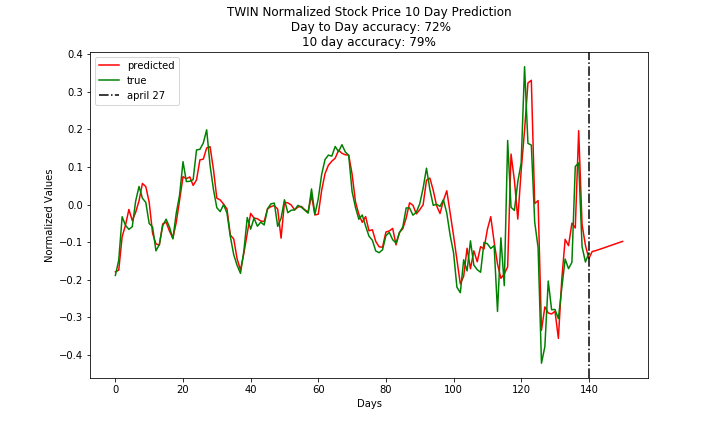 TWIN Normalized Stock Price 10 Day Prediction
Day to Day accuracy: 72%
10 day accuracy: 79%
predicted
true
april 27
Normalized Values
0.4
0.3
0.2
0.1
0.0
−0.1
−0.2
−0.3
−0.4
0 20 40 60 80 100 120 140
Days